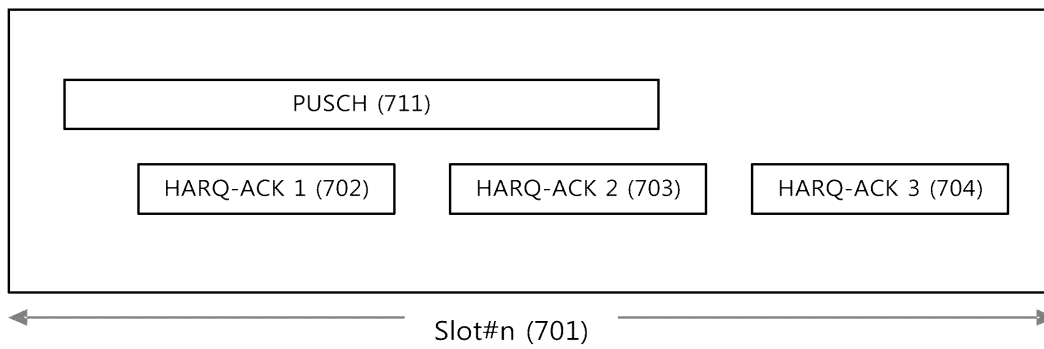 PUSCH (711)
HARQ-ACK 1 (702) HARQ-ACK 2 (703) HARQ-ACK 3 (704)
Slot#n (701)